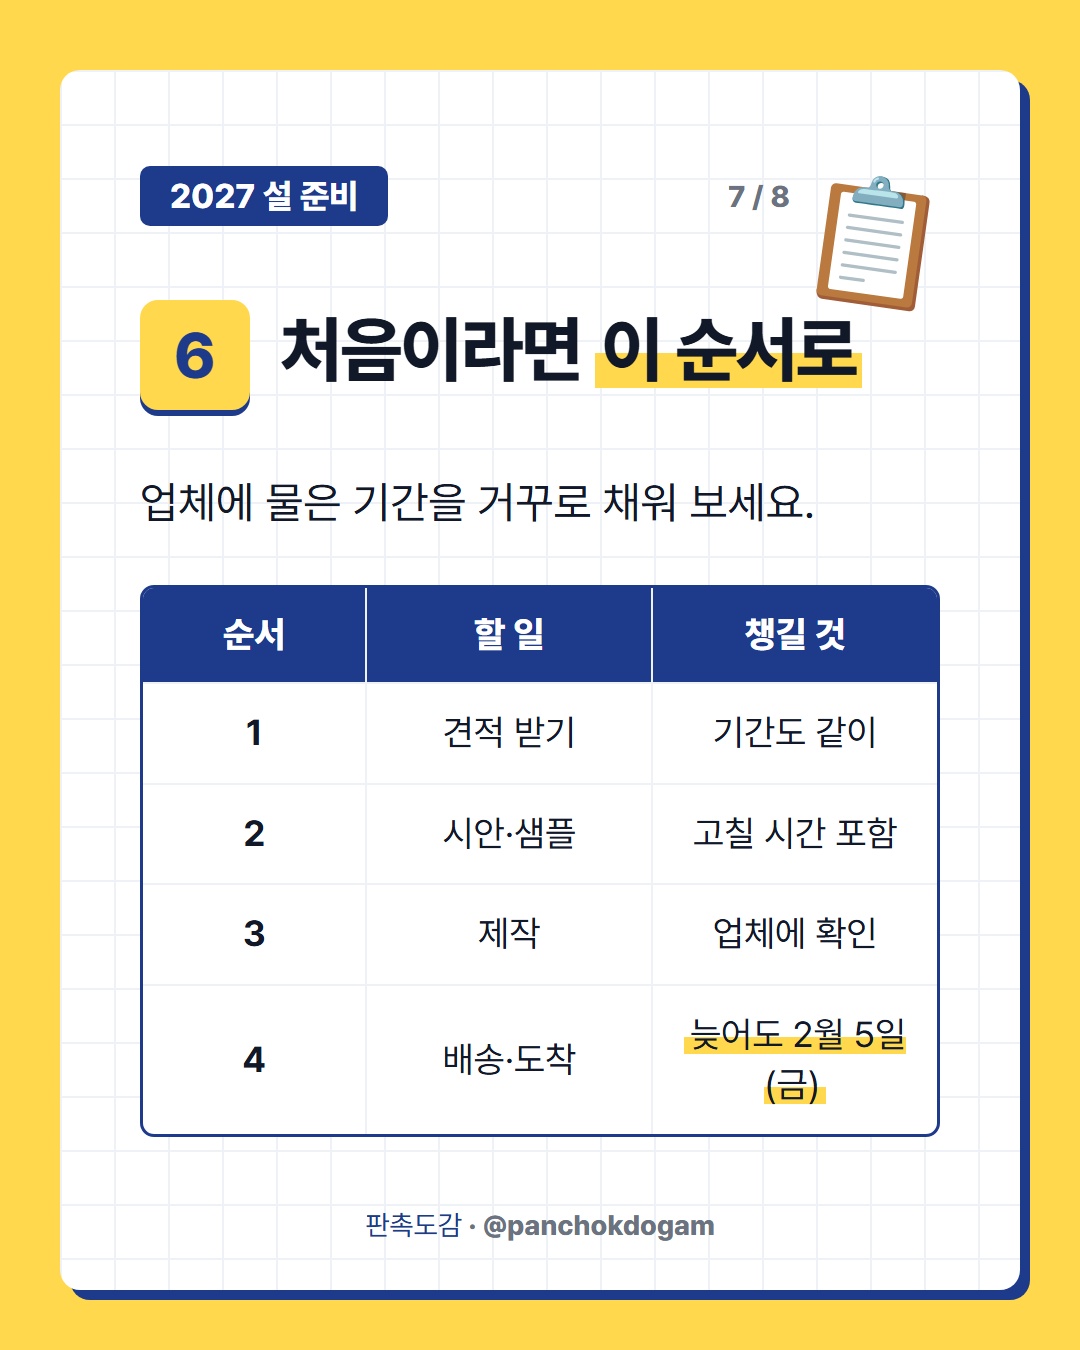 2027 설 준비
7 / 8
6 처음이라면 이 순서로
업체에 물은 기간을 거꾸로 채워 보세요.
순서 할 일 챙길 것
1 견적 받기 기간도 같이
2 시안·샘플 고칠 시간 포함
3 제작 업체에 확인
4 배송·도착 늦어도 2월 5일
(금)
판촉도감 · @panchokdogam